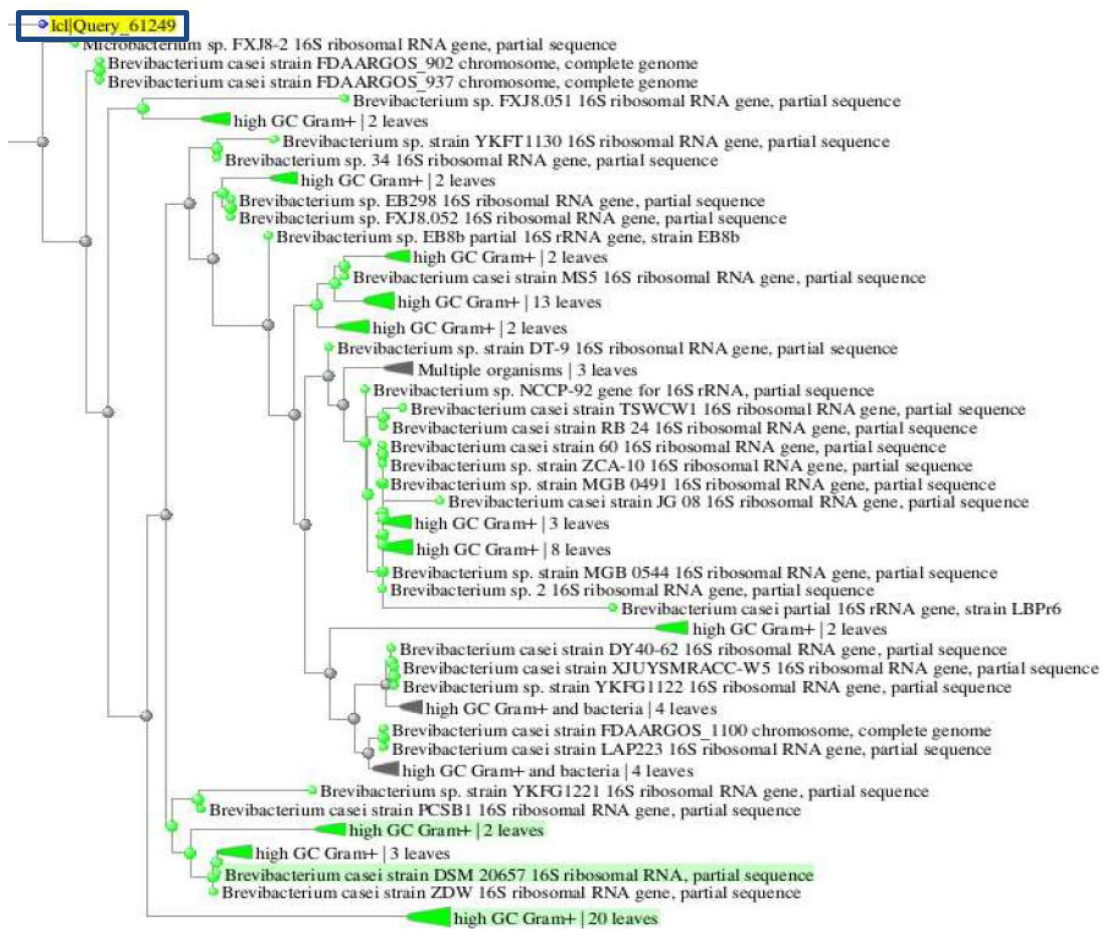 lcl|Query_61249
Microbacterium sp. FXJ8-2 16S ribosomal RNA gene, partial sequence
Brevibacterium casei strain FDAARGOS_902 chromosome, complete genome
Brevibacterium casei strain FDAARGOS_937 chromosome, complete genome
Brevibacterium sp. FXJ8.051 16S ribosomal RNA gene, partial sequence
high GC Gram+ | 2 leaves
Brevibacterium sp. strain YKFT1130 16S ribosomal RNA gene, partial sequence
Brevibacterium sp. 34 16S ribosomal RNA gene, partial sequence
high GC Gram+ | 2 leaves
Brevibacterium sp. EB298 16S ribosomal RNA gene, partial sequence
Brevibacterium sp. FXJ8.052 16S ribosomal RNA gene, partial sequence
Brevibacterium sp. EB8b partial 16S rRNA gene, strain EB8b
high GC Gram+ | 2 leaves
Brevibacterium casei strain MS5 16S ribosomal RNA gene, partial sequence
high GC Gram+ | 13 leaves
high GC Gram+ | 2 leaves
Brevibacterium sp. strain DT-9 16S ribosomal RNA gene, partial sequence
Multiple organisms | 3 leaves
Brevibacterium sp. NCCP-92 gene for 16S rRNA, partial sequence
Brevibacterium casei strain TSWCW1 16S ribosomal RNA gene, partial sequence
Brevibacterium casei strain RB 24 16S ribosomal RNA gene, partial sequence
Brevibacterium casei strain 60 16S ribosomal RNA gene, partial sequence
Brevibacterium sp. strain ZCA-10 16S ribosomal RNA gene, partial sequence
Brevibacterium sp. strain MGB 0491 16S ribosomal RNA gene, partial sequence
Brevibacterium casei strain JG 08 16S ribosomal RNA gene, partial sequence
high GC Gram+ | 3 leaves
high GC Gram+ | 8 leaves
Brevibacterium sp. strain MGB 0544 16S ribosomal RNA gene, partial sequence
Brevibacterium sp. 2 16S ribosomal RNA gene, partial sequence
Brevibacterium casei partial 16S rRNA gene, strain LBPr6
high GC Gram+ | 2 leaves
Brevibacterium casei strain DY40-62 16S ribosomal RNA gene, partial sequence
Brevibacterium casei strain XJUYSMRACC-W5 16S ribosomal RNA gene, partial sequence
Brevibacterium sp. strain YKFG1122 16S ribosomal RNA gene, partial sequence
high GC Gram+ and bacteria | 4 leaves
Brevibacterium casei strain FDAARGOS_1100 chromosome, complete genome
Brevibacterium casei strain LAP223 16S ribosomal RNA gene, partial sequence
high GC Gram+ and bacteria | 4 leaves
Brevibacterium sp. strain YKFG1221 16S ribosomal RNA gene, partial sequence
Brevibacterium casei strain PCSB1 16S ribosomal RNA gene, partial sequence
high GC Gram+ | 2 leaves
high GC Gram+ | 3 leaves
Brevibacterium casei strain DSM 20657 16S ribosomal RNA, partial sequence
Brevibacterium casei strain ZDW 16S ribosomal RNA gene, partial sequence
high GC Gram+ | 20 leaves